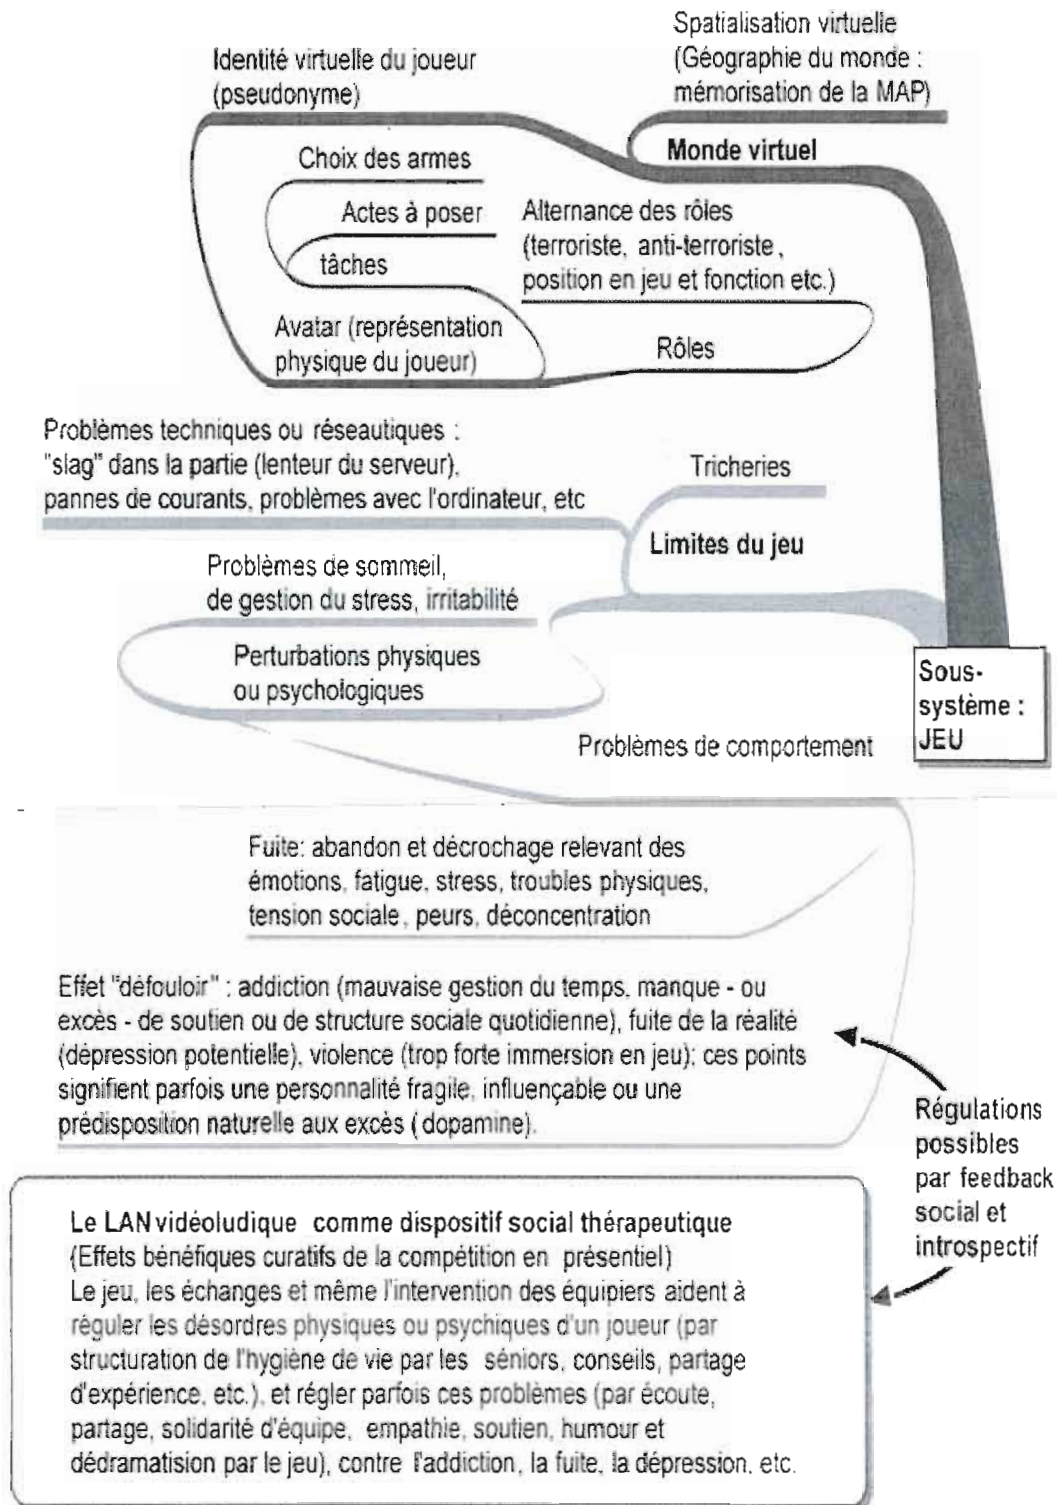 Spatialisation virtuelle
(Géographie du monde :
mémorisation de la MAP)
Identité virtuelle du joueur
(pseudonyme)
Monde virtuel
Choix des armes
Actes à poser
tâches
Alternance des rôles
(terroriste, anti-terroriste,
position en jeu et fonction etc.)
Avatar (représentation
physique du joueur)
Rôles
Problèmes techniques ou réseautiques :
"slag" dans la partie (lenteur du serveur),
pannes de courants, problèmes avec l'ordinateur, etc
Tricheries
Limites du jeu
Problèmes de sommeil,
de gestion du stress, irritabilité
Perturbations physiques
ou psychologiques
Sous-
système :
JEU
Problèmes de comportement
Fuite: abandon et décrochage relevant des
émotions, fatigue, stress, troubles physiques,
tension sociale, peurs, déconcentration
Effet "défouloir" : addiction (mauvaise gestion du temps, manque - ou
excès - de soutien ou de structure sociale quotidienne), fuite de la réalité
(dépression potentielle), violence (trop forte immersion en jeu); ces points
signifient parfois une personnalité fragile, influençable ou une
prédisposition naturelle aux excès (dopamine).
Régulations
possibles
par feedback
social et
introspectif
Le LAN vidéoludique comme dispositif social thérapeutique
(Effets bénéfiques curatifs de la compétition en présentiel)
Le jeu, les échanges et même l'intervention des équipiers aident à
réguler les désordres physiques ou psychiques d'un joueur (par
structuration de l'hygiène de vie par les séniors, conseils, partage
d'expérience, etc.), et régler parfois ces problèmes (par écoute,
partage, solidarité d'équipe, empathie, soutien, humour et
dédramatision par le jeu), contre l'addiction, la fuite, la dépression, etc.